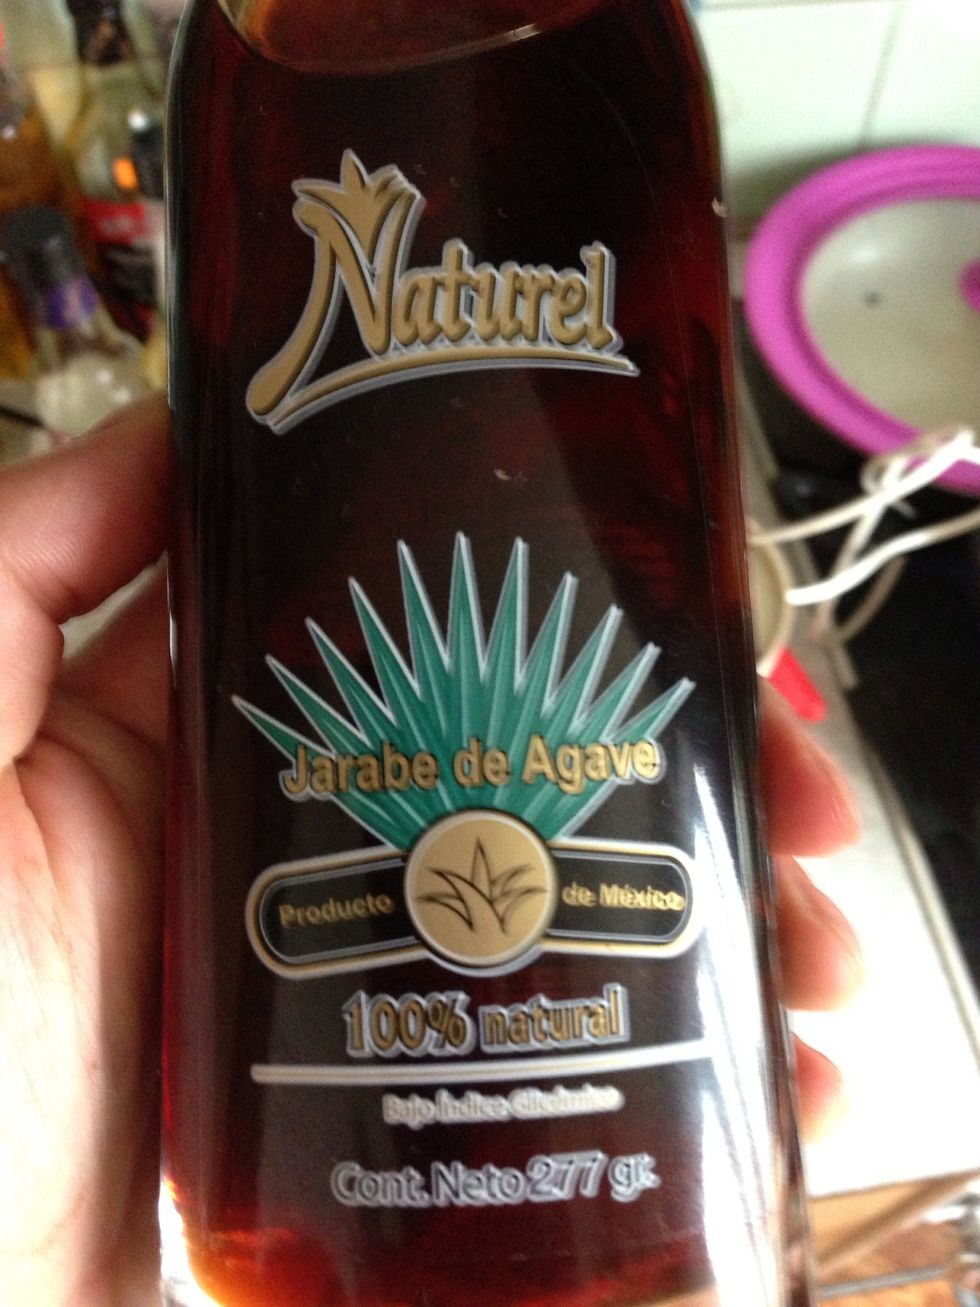 Naturel
Jarabe de Agave
Producto de México
100% natural
Bajo Índice Glicémico
Cont. Neto 277 gr.